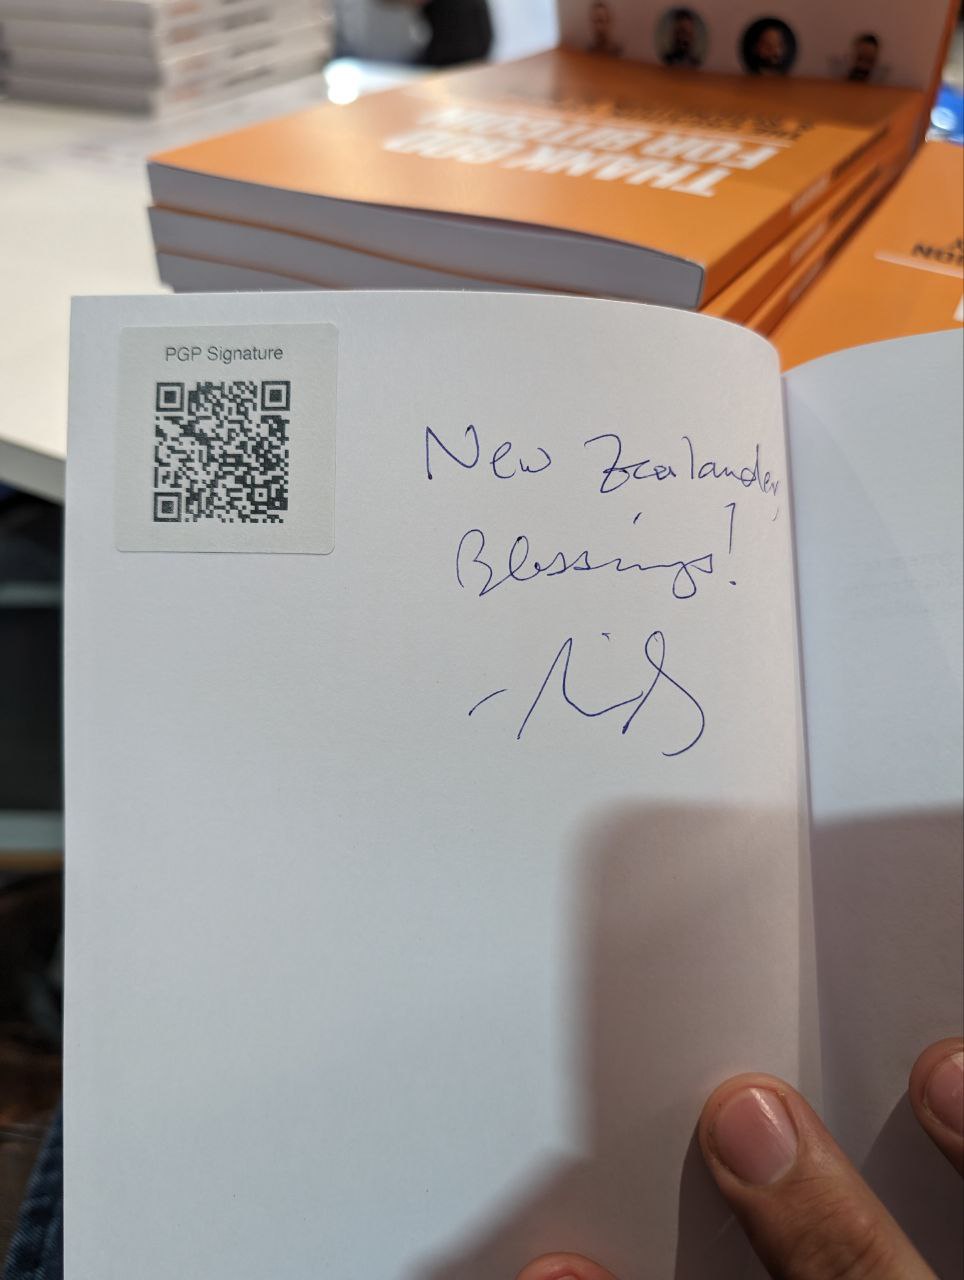 THANK GOD
FOR BITCOIN
PGP Signature
New Zealander,
Blessings!